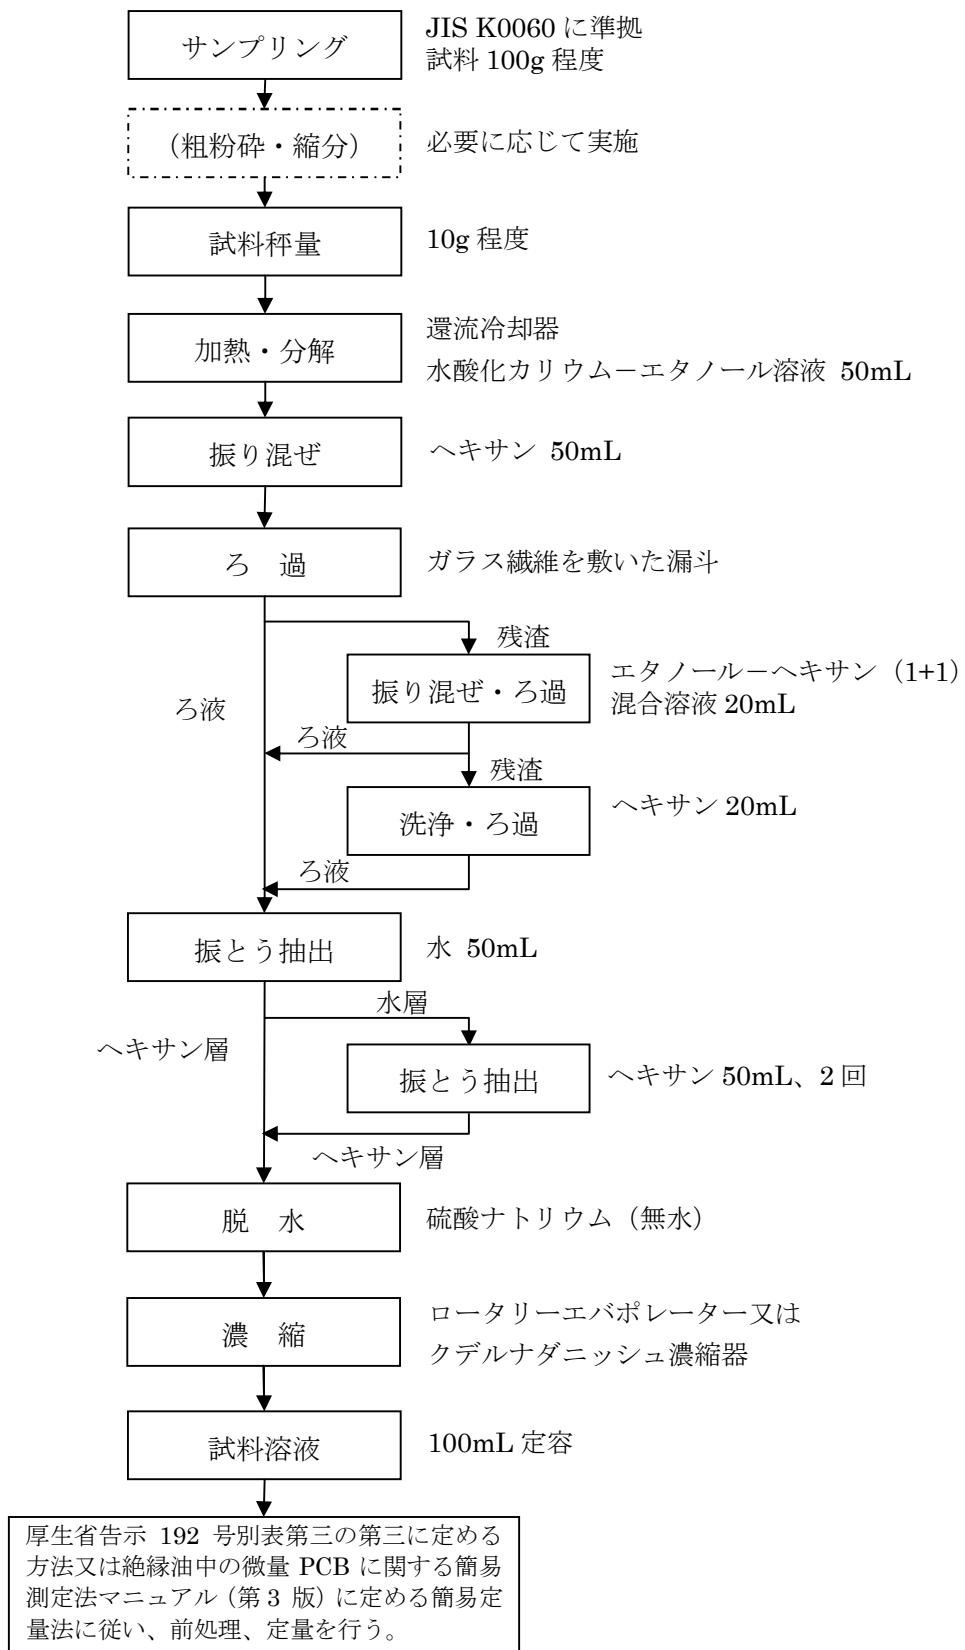 サンプリング
JIS K0060 に準拠
試料 100g 程度
（粗粉砕・縮分）
必要に応じて実施
試料秤量
10g 程度
加熱・分解
還流冷却器
水酸化カリウム－エタノール溶液 50mL
振り混ぜ
ヘキサン 50mL
ろ 過
ガラス繊維を敷いた漏斗
残渣
振り混ぜ・ろ過
エタノール－ヘキサン（1+1）
混合溶液 20mL
ろ液
ろ液
残渣
洗浄・ろ過
ヘキサン 20mL
ろ液
振とう抽出
水 50mL
水層
ヘキサン層
振とう抽出
ヘキサン 50mL、2 回
ヘキサン層
脱 水
硫酸ナトリウム（無水）
濃 縮
ロータリーエバポレーター又は
クデルナダニッシュ濃縮器
試料溶液
100mL 定容
厚生省告示 192 号別表第三の第三に定める
方法又は絶縁油中の微量 PCB に関する簡易
測定法マニュアル（第 3 版）に定める簡易定
量法に従い、前処理、定量を行う。